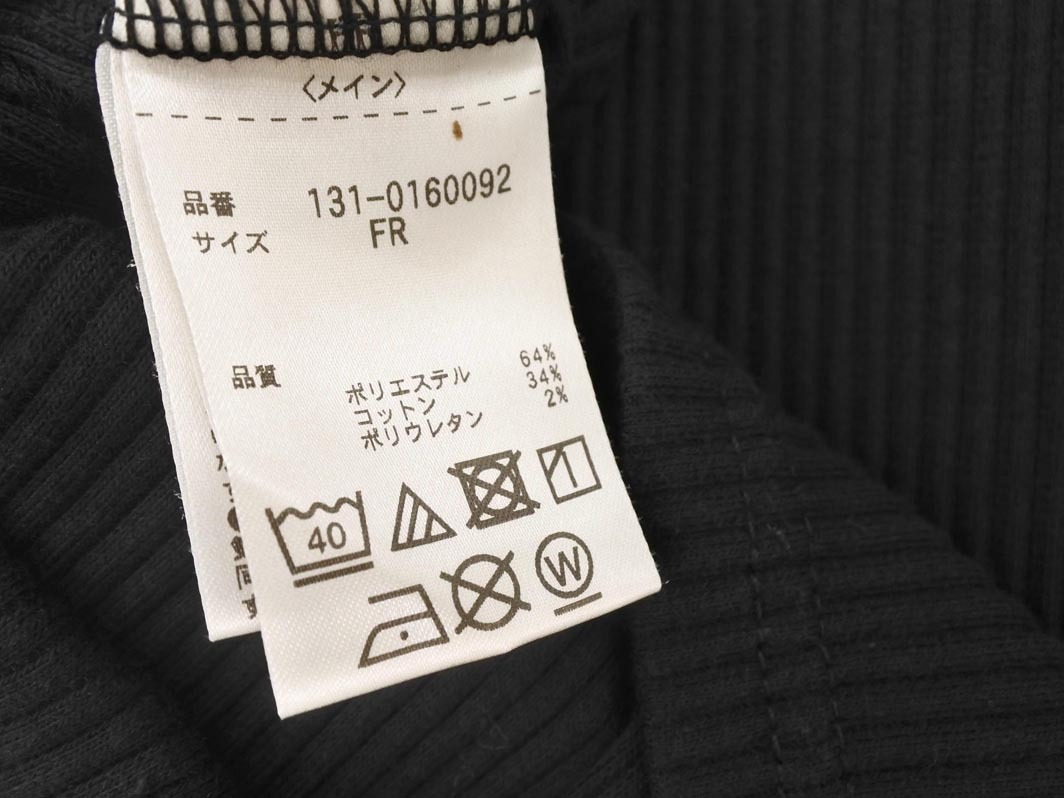 〈メイン〉
品番 131-0160092
サイズ FR
品質 ポリエステル 64%
コットン 34%
ポリウレタン 2%
40
W